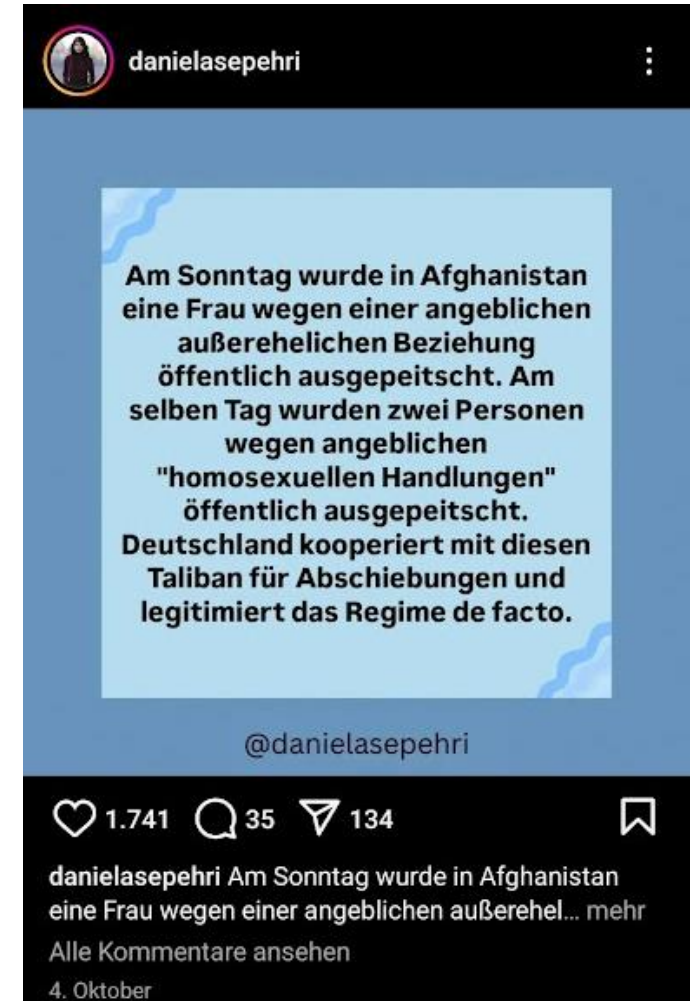 danielasepehri
Am Sonntag wurde in Afghanistan
eine Frau wegen einer angeblichen
außerehelichen Beziehung
öffentlich ausgepeitscht. Am
selben Tag wurden zwei Personen
wegen angeblichen
"homosexuellen Handlungen"
öffentlich ausgepeitscht.
Deutschland kooperiert mit diesen
Taliban für Abschiebungen und
legitimiert das Regime de facto.
@danielasepehri
1.741 35 134
danielasepehri Am Sonntag wurde in Afghanistan
eine Frau wegen einer angeblichen außerehel... mehr
Alle Kommentare ansehen
4. Oktober